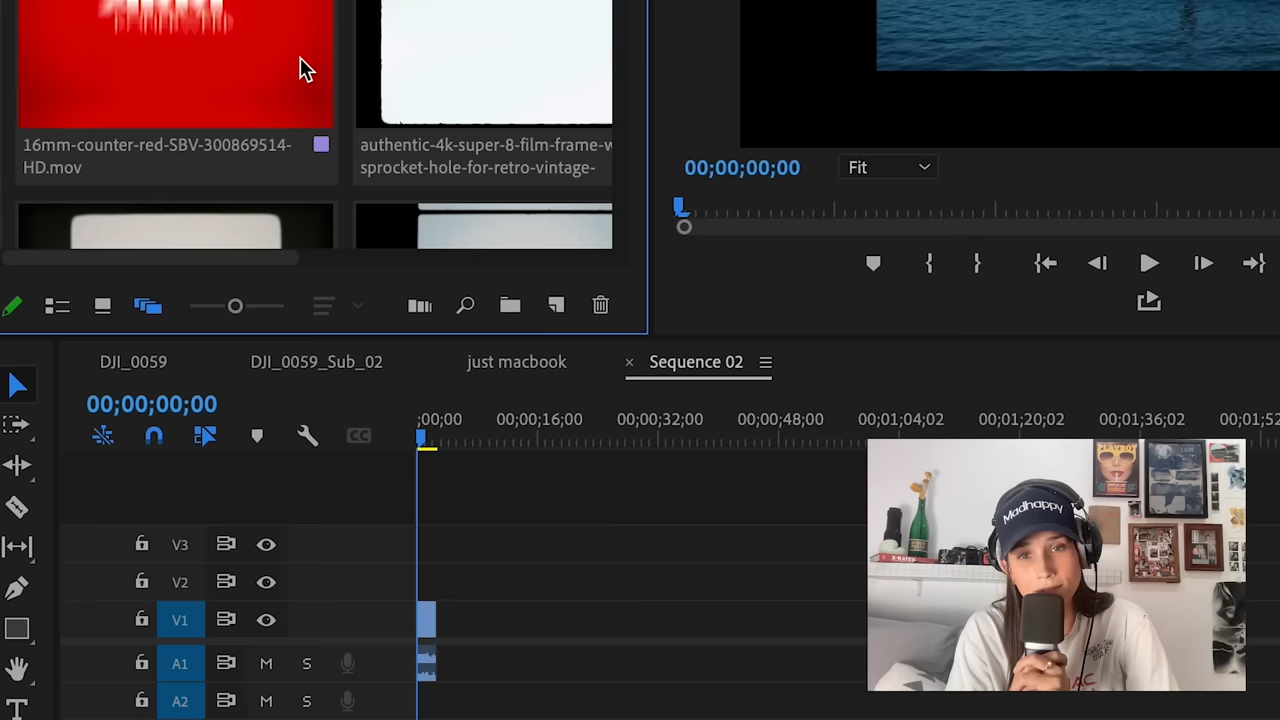 16mm-counter-red-SBV-300869514-
HD.mov
authentic-4k-super-8-film-frame-w
sprocket-hole-for-retro-vintage-
00;00;00;00
Fit
DJI_0059
DJI_0059_Sub_02
just macbook
× Sequence 02
00;00;00;00
;00;00
00;00;16;00
00;00;32;00
00;00;48;00
00;01;04;02
00;01;20;02
00;01;36;02
00;01;52
CC
V3
V2
V1
A1 M S
A2 M S
T
PLAYBOY
Madhappy
X-RATED